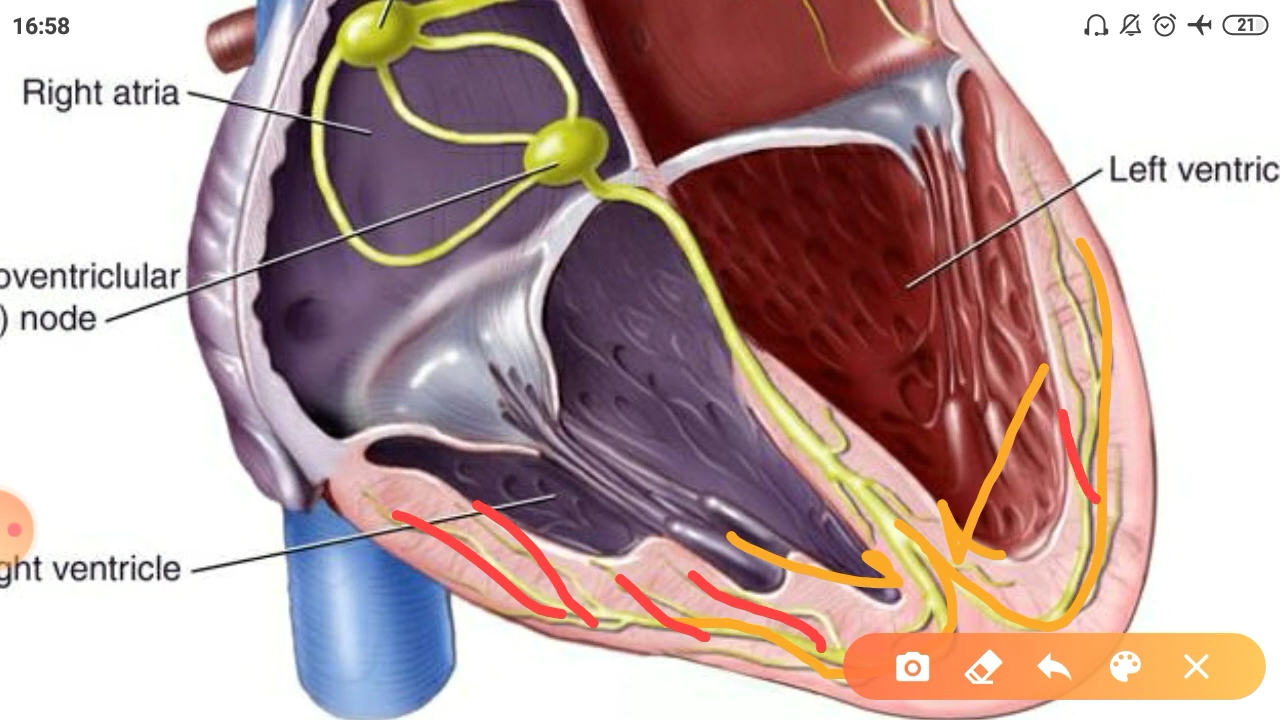 16:58
21
Right atria
Left ventric
oventriclular
) node
ght ventricle